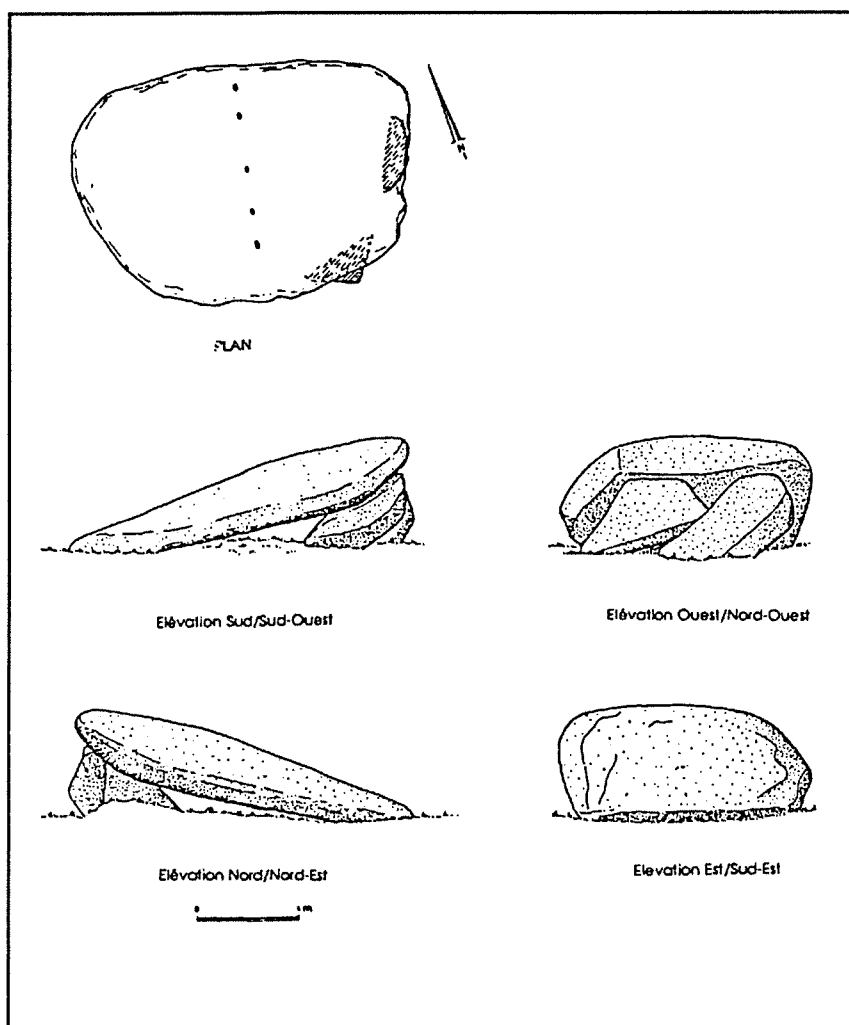 N
PLAN
Elévation Sud/Sud-Ouest
Elévation Ouest/Nord-Ouest
Elévation Nord/Nord-Est
Elevation Est/Sud-Est
m